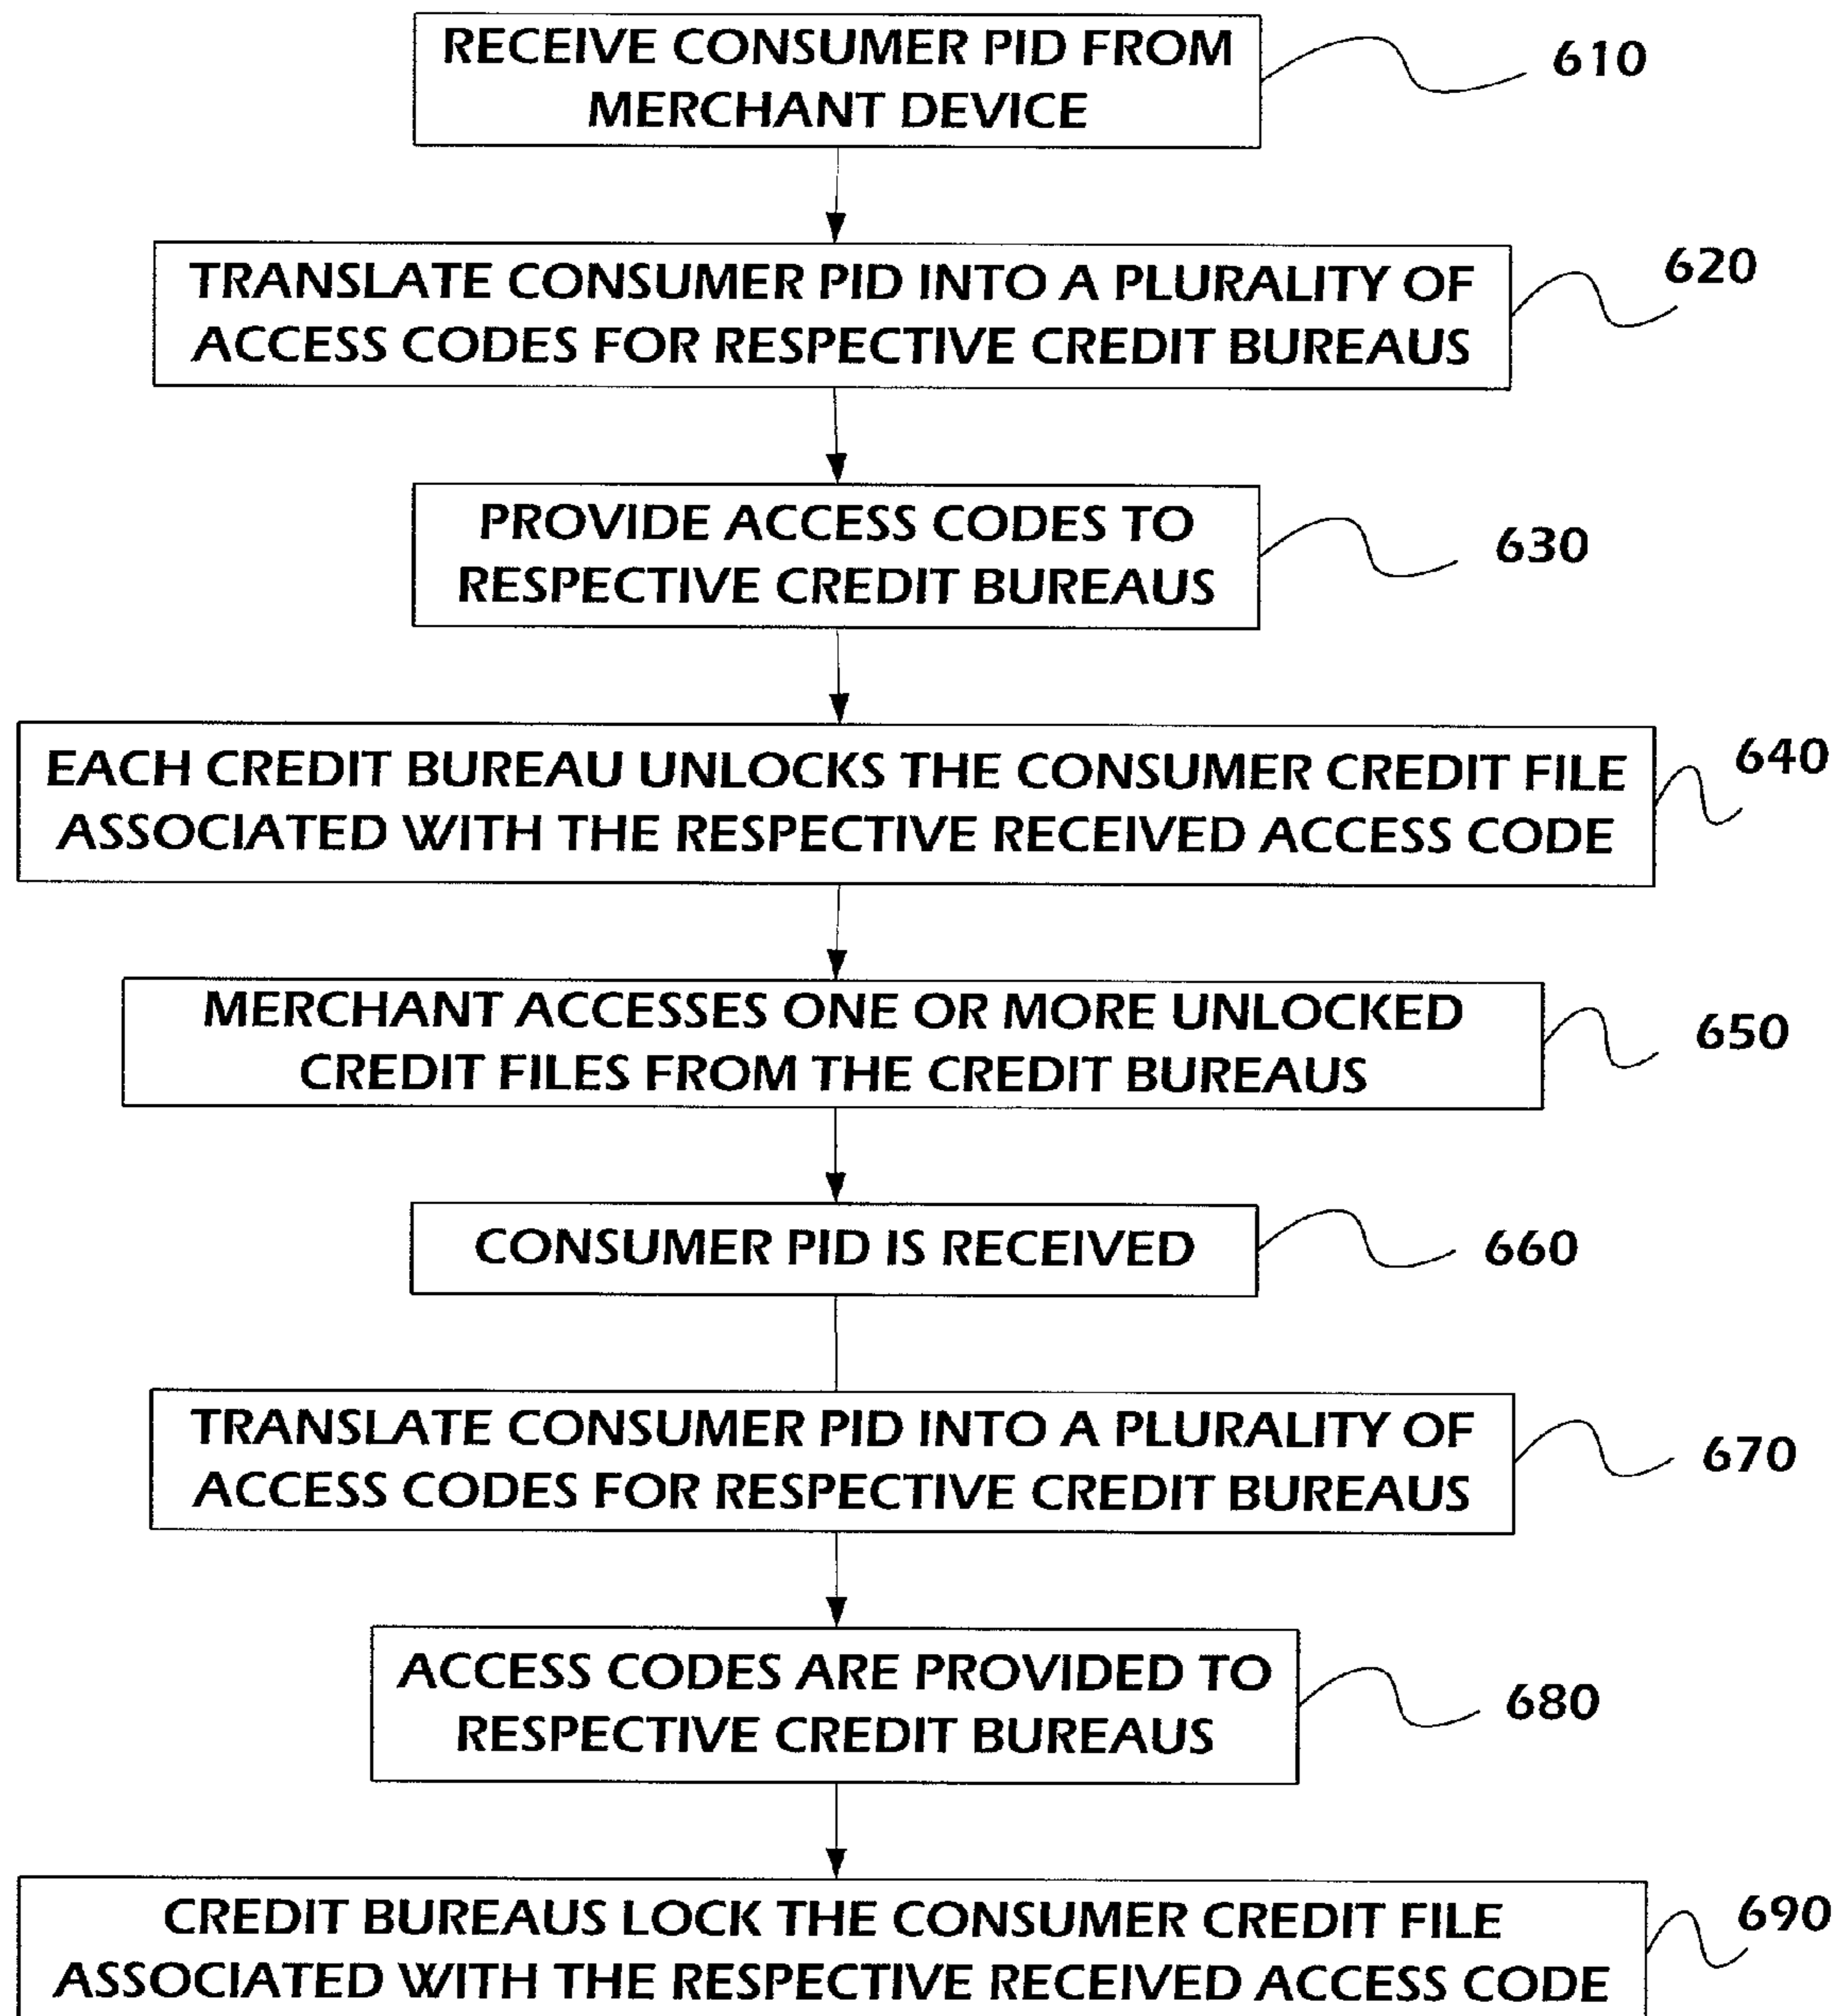 RECEIVE CONSUMER PID FROM
MERCHANT DEVICE
610
TRANSLATE CONSUMER PID INTO A PLURALITY OF
ACCESS CODES FOR RESPECTIVE CREDIT BUREAUS
620
PROVIDE ACCESS CODES TO
RESPECTIVE CREDIT BUREAUS
630
EACH CREDIT BUREAU UNLOCKS THE CONSUMER CREDIT FILE
ASSOCIATED WITH THE RESPECTIVE RECEIVED ACCESS CODE
640
MERCHANT ACCESSES ONE OR MORE UNLOCKED
CREDIT FILES FROM THE CREDIT BUREAUS
650
CONSUMER PID IS RECEIVED
660
TRANSLATE CONSUMER PID INTO A PLURALITY OF
ACCESS CODES FOR RESPECTIVE CREDIT BUREAUS
670
ACCESS CODES ARE PROVIDED TO
RESPECTIVE CREDIT BUREAUS
680
CREDIT BUREAUS LOCK THE CONSUMER CREDIT FILE
ASSOCIATED WITH THE RESPECTIVE RECEIVED ACCESS CODE
690